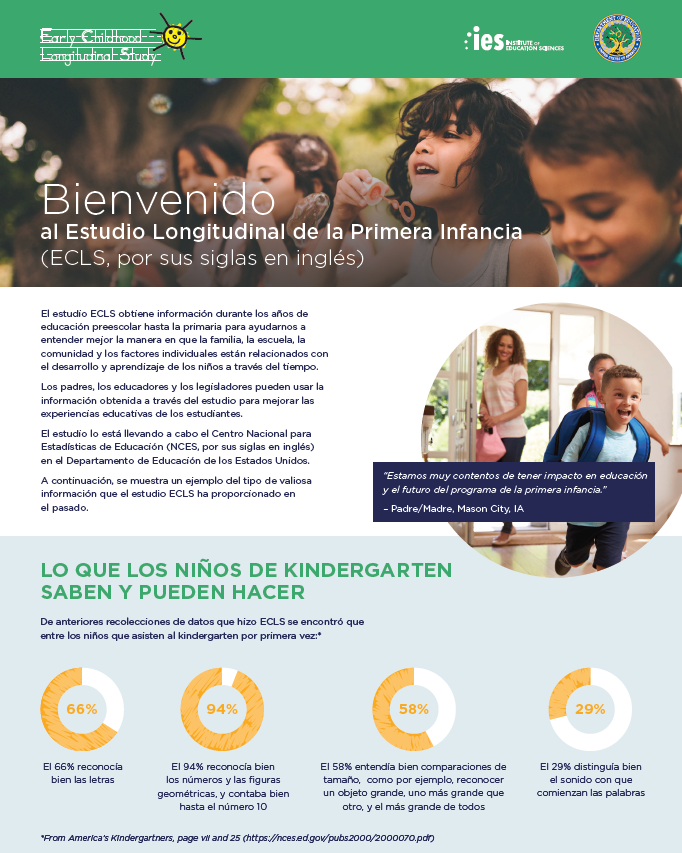 Early Childhood
Longitudinal Study
ies INSTITUTE OF
EDUCATION SCIENCES
Bienvenido
al Estudio Longitudinal de la Primera Infancia
(ECLS, por sus siglas en inglés)
El estudio ECLS obtiene información durante los años de
educación preescolar hasta la primaria para ayudarnos a
entender mejor la manera en que la familia, la escuela, la
comunidad y los factores individuales están relacionados con
el desarrollo y aprendizaje de los niños a través del tiempo.
Los padres, los educadores y los legisladores pueden usar la
información obtenida a través del estudio para mejorar las
experiencias educativas de los estudiantes.
El estudio lo está llevando a cabo el Centro Nacional para
Estadísticas de Educación (NCES, por sus siglas en inglés)
en el Departamento de Educación de los Estados Unidos.
A continuación, se muestra un ejemplo del tipo de valiosa
información que el estudio ECLS ha proporcionado en
el pasado.
"Estamos muy contentos de tener impacto en educación
y el futuro del programa de la primera infancia."
– Padre/Madre, Mason City, IA
LO QUE LOS NIÑOS DE KINDERGARTEN
SABEN Y PUEDEN HACER
De anteriores recolecciones de datos que hizo ECLS se encontró que
entre los niños que asisten al kindergarten por primera vez:*
66%
El 66% reconocía
bien las letras
94%
El 94% reconocía bien
los números y las figuras
geométricas, y contaba bien
hasta el número 10
58%
El 58% entendía bien comparaciones de
tamaño, como por ejemplo, reconocer
un objeto grande, uno más grande que
otro, y el más grande de todos
29%
El 29% distinguía bien
el sonido con que
comienzan las palabras
*From America's Kindergartners, page vii and 25 (https://nces.ed.gov/pubs2000/2000070.pdf)